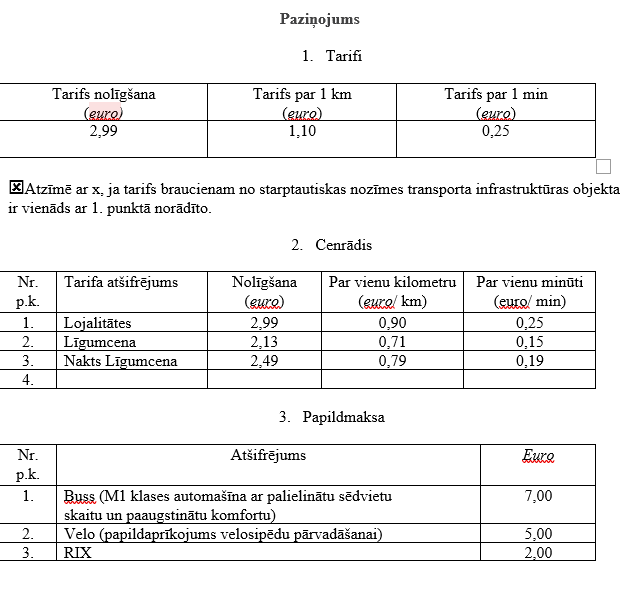 Paziņojums
1. Tarifi
Tarifs nolīgšana Tarifs par 1 km Tarifs par 1 min
(euro) (euro) (euro)
2,99 1,10 0,25
☒Atzīmē ar x, ja tarifs braucienam no starptautiskas nozīmes transporta infrastruktūras objekta
ir vienāds ar 1. punktā norādīto.
2. Cenrādis
Nr. Tarifa atšifrējums Nolīgšana Par vienu kilometru Par vienu minūti
p.k. (euro) (euro/ km) (euro/ min)
1. Lojalitātes 2,99 0,90 0,25
2. Līgumcena 2,13 0,71 0,15
3. Nakts Līgumcena 2,49 0,79 0,19
4.
3. Papildmaksa
Nr. Atšifrējums Euro
p.k.
1. Buss (M1 klases automašīna ar palielinātu sēdvietu 7,00
skaitu un paaugstinātu komfortu)
2. Velo (papildaprīkojums velosipēdu pārvadāšanai) 5,00
3. RIX 2,00